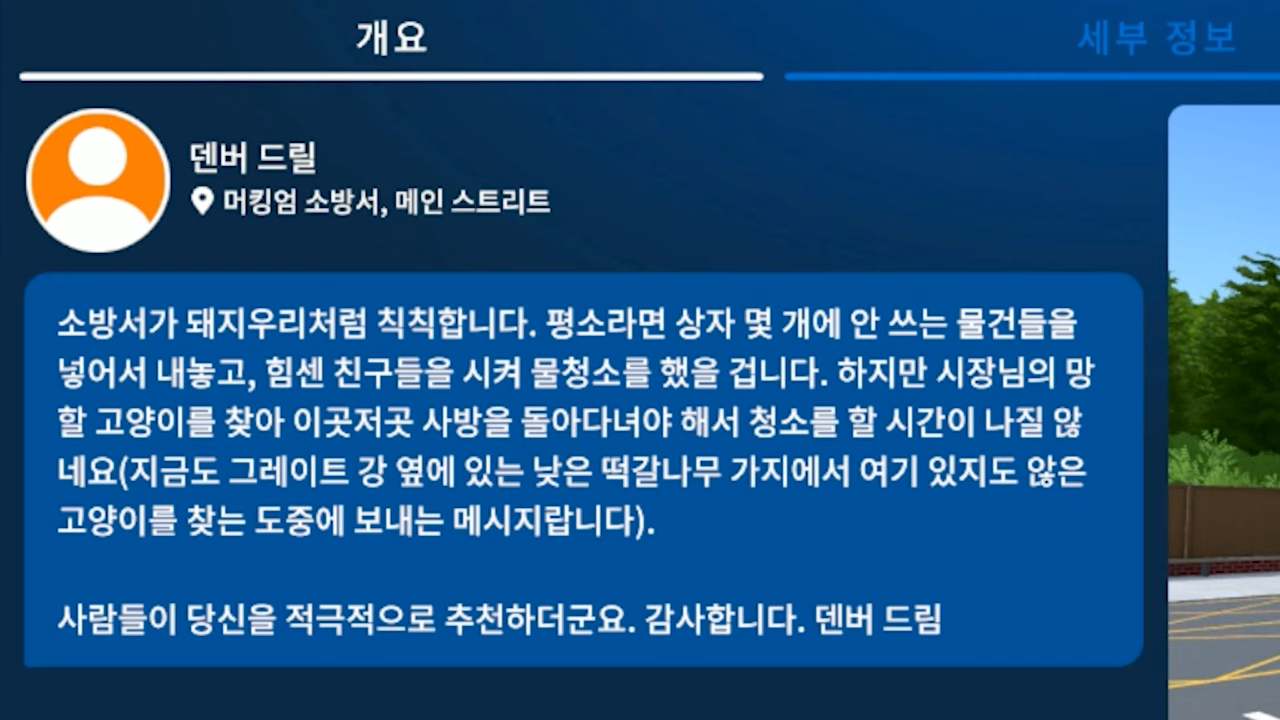 개요
세부 정보
덴버 드릴
머킹엄 소방서, 메인 스트리트
소방서가 돼지우리처럼 칙칙합니다. 평소라면 상자 몇 개에 안 쓰는 물건들을
넣어서 내놓고, 힘센 친구들을 시켜 물청소를 했을 겁니다. 하지만 시장님의 망
할 고양이를 찾아 이곳저곳 사방을 돌아다녀야 해서 청소를 할 시간이 나질 않
네요(지금도 그레이트 강 옆에 있는 낮은 떡갈나무 가지에서 여기 있지도 않은
고양이를 찾는 도중에 보내는 메시지랍니다).
사람들이 당신을 적극적으로 추천하더군요. 감사합니다. 덴버 드림